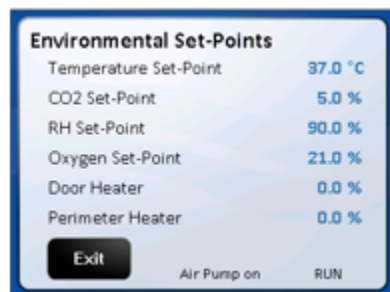 Environmental Set-Points
Temperature Set-Point 37.0 °C
CO2 Set-Point 5.0 %
RH Set-Point 90.0 %
Oxygen Set-Point 21.0 %
Door Heater 0.0 %
Perimeter Heater 0.0 %
Exit Air Pump on RUN